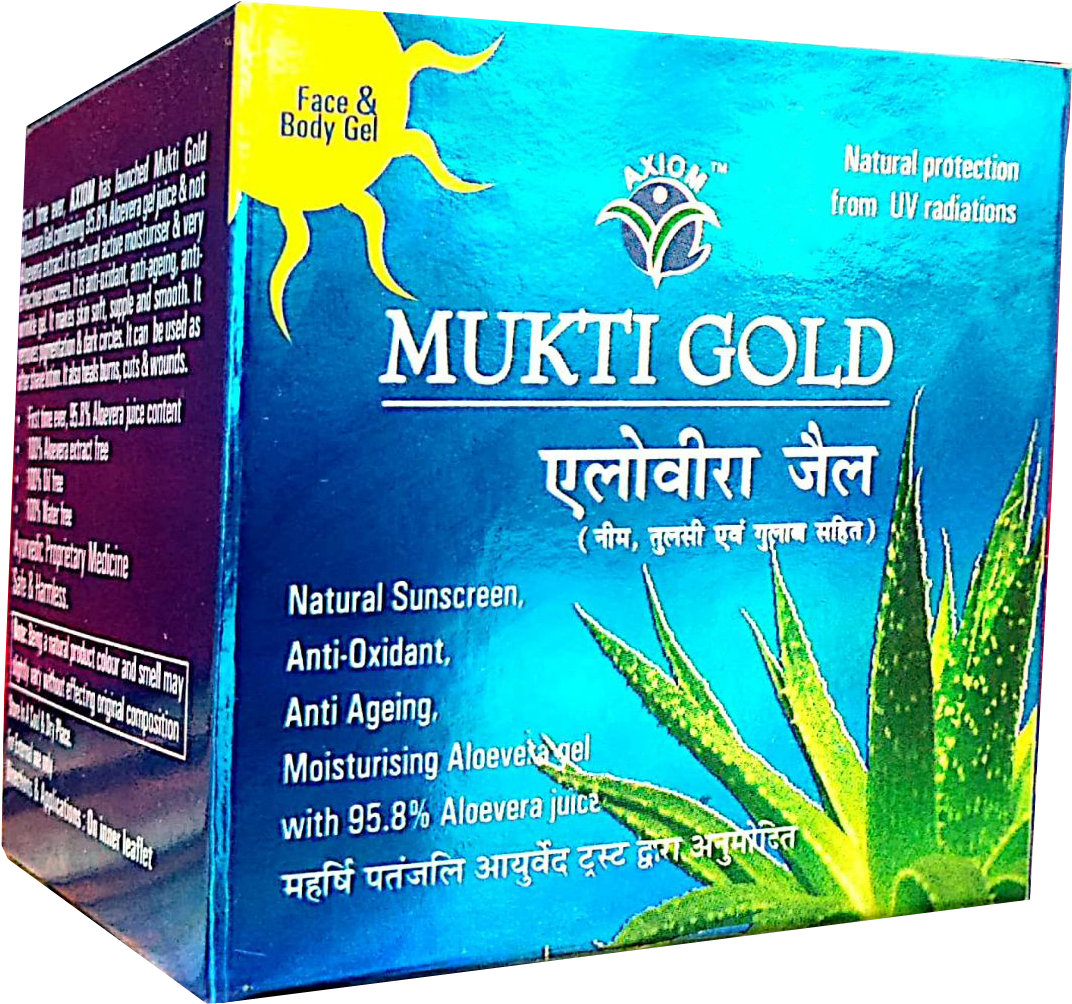 First time ever, AXIOM has launched Mukti Gold
Aloevera Gel containing 95.8% Aloevera gel juice & not
Aloevera extract.It is natural active moisturiser & very
effective sunscreen. It is anti-oxidant, anti-ageing, anti-
wrinkle gel. It makes skin soft, supple and smooth. It
removes pigmentation & dark circles. It can be used as
after shave lotion. It also heals burns, cuts & wounds.
• First time ever, 95.8% Aloevera juice content
• 100% Aloevera extract free
• 100% Oil free
• 100% Water free
Ayurvedic Proprietary Medicine
Safe & Harmless.
Note: Being a natural product colour and smell may
slightly vary without effecting original composition
Store in a Cool & Dry Place.
For External use only
Directions & Applications : On inner leaflet
Face &
Body Gel
AXIOM™
Natural protection
from UV radiations
MUKTI GOLD
एलोवीरा जैल
(नीम, तुलसी एवं गुलाब सहित)
Natural Sunscreen,
Anti-Oxidant,
Anti Ageing,
Moisturising Aloevera gel
with 95.8% Aloevera juice
महर्षि पतंजलि आयुर्वेद ट्रस्ट द्वारा अनुमोदित